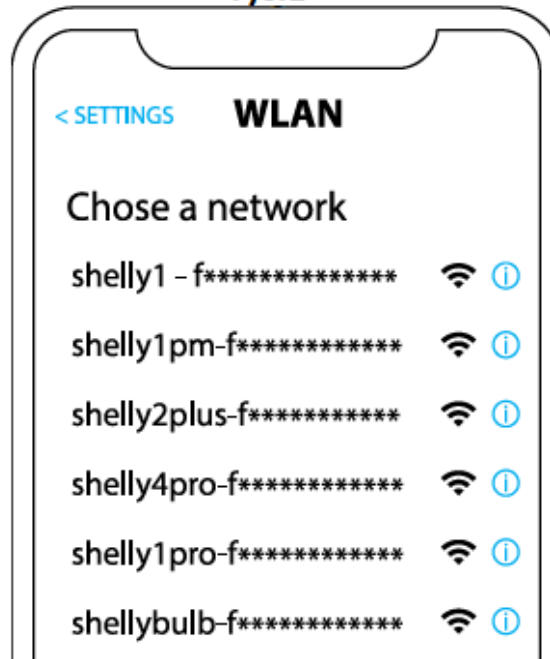 < SETTINGS WLAN
Chose a network
shelly1 – f**************
shelly1pm-f************
shelly2plus-f***********
shelly4pro-f************
shelly1pro-f************
shellybulb-f************